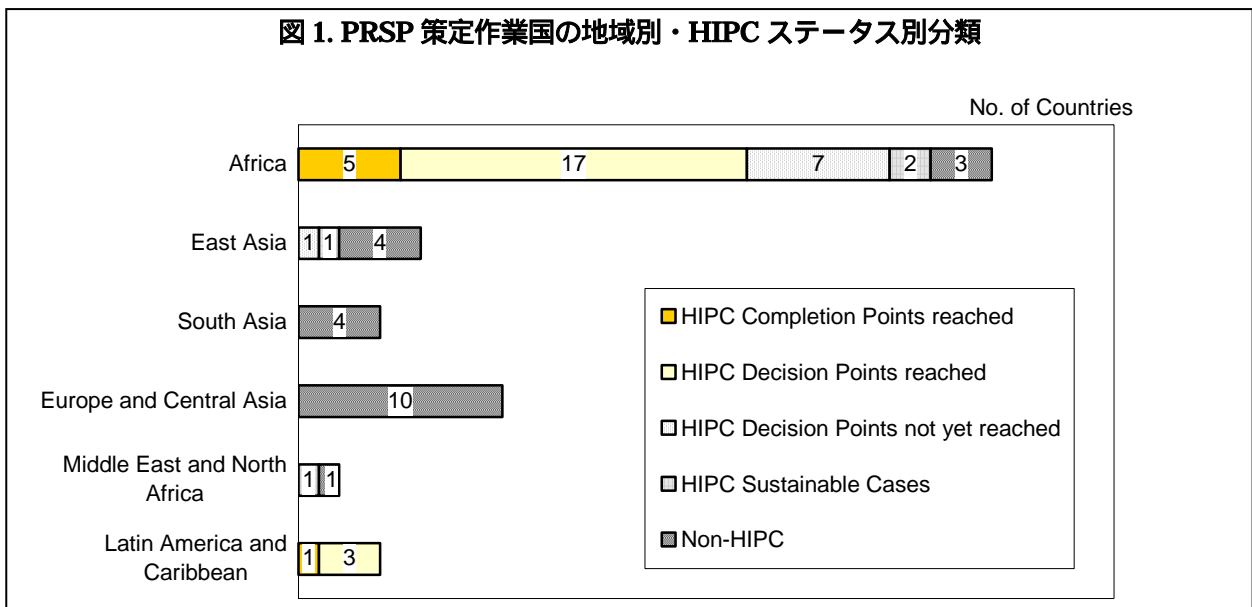 図 1. PRSP 策定作業国の地域別・HIPC ステータス別分類
No. of Countries
Africa
5 17 7 2 3
East Asia
1 1 4
South Asia
4
Europe and Central Asia
10
Middle East and North
Africa
1 1
Latin America and
Caribbean
1 3
HIPC Completion Points reached
HIPC Decision Points reached
HIPC Decision Points not yet reached
HIPC Sustainable Cases
Non-HIPC